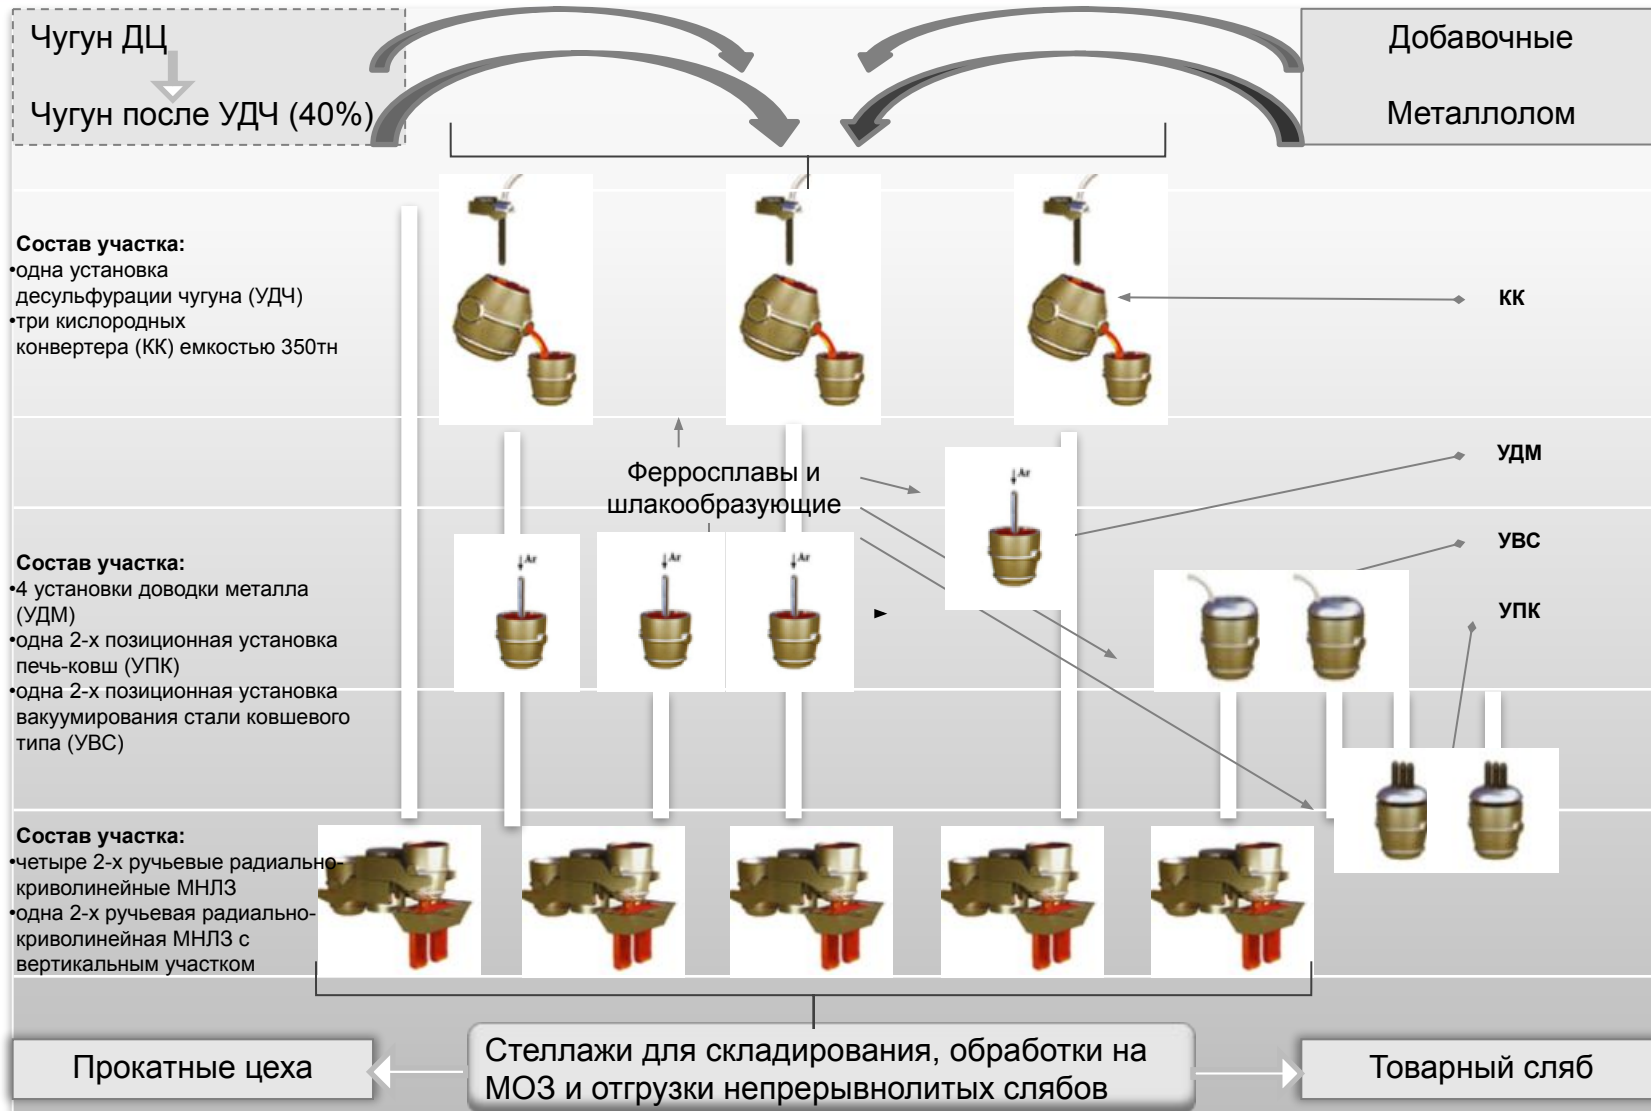 Чугун ДЦ
Чугун после УДЧ (40%)
Добавочные
Металлолом
Состав участка:
•одна установка
десульфурации чугуна (УДЧ)
•три кислородных
конвертера (КК) емкостью 350тн
КК
УДМ
УВС
УПК
Ферросплавы и
шлакообразующие
Ar
Ar
Ar
Ar
Состав участка:
•4 установки доводки металла
(УДМ)
•одна 2-х позиционная установка
печь-ковш (УПК)
•одна 2-х позиционная установка
вакуумирования стали ковшевого
типа (УВС)
Состав участка:
•четыре 2-х ручьевые радиально-
криволинейные МНЛЗ
•одна 2-х ручьевая радиально-
криволинейная МНЛЗ с
вертикальным участком
Прокатные цеха
Стеллажи для складирования, обработки на
МОЗ и отгрузки непрерывнолитых слябов
Товарный сляб